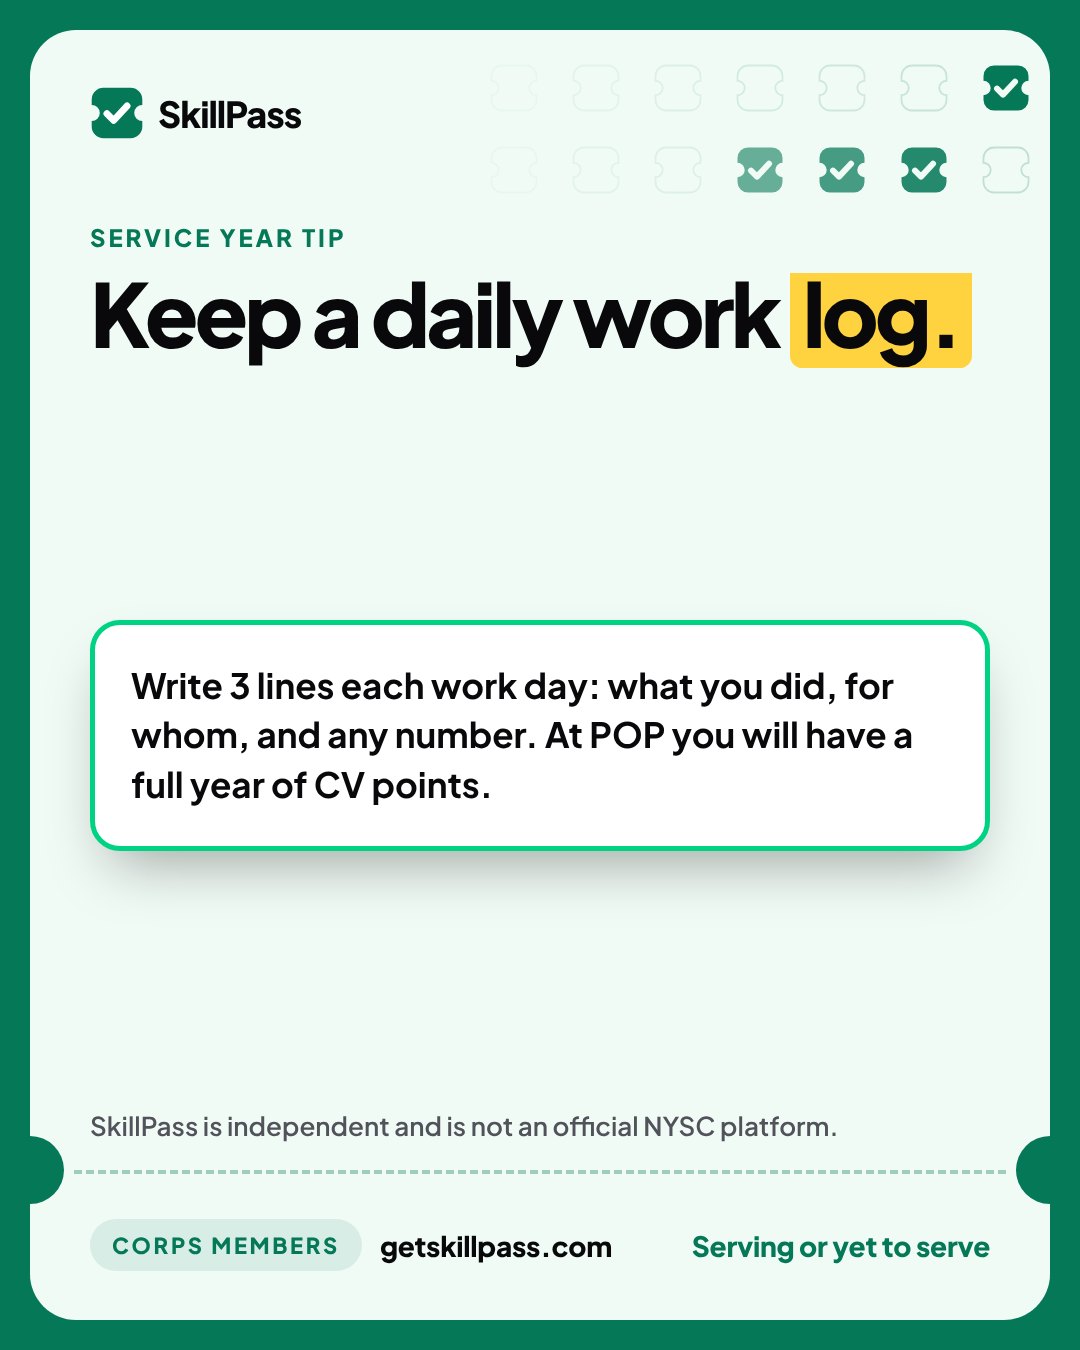 SkillPass
SERVICE YEAR TIP
Keep a daily work log.
Write 3 lines each work day: what you did, for
whom, and any number. At POP you will have a
full year of CV points.
SkillPass is independent and is not an official NYSC platform.
CORPS MEMBERS getskillpass.com Serving or yet to serve